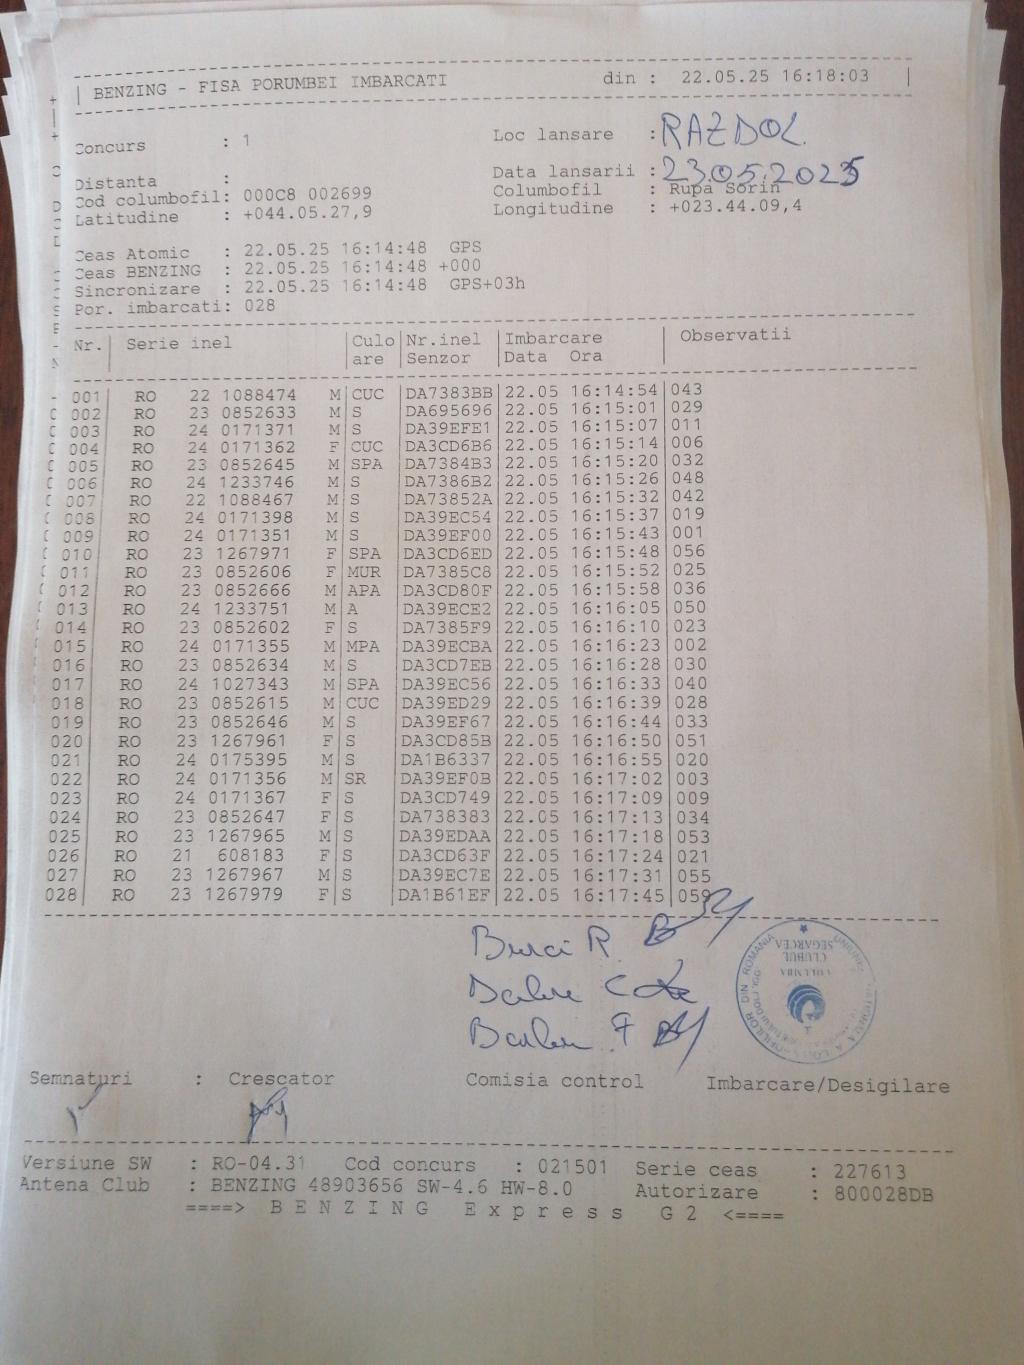 BENZING - FISA PORUMBEI IMBARCATI din : 22.05.25 16:18:03
Concurs : 1 Loc lansare : RAZDOL
Distanta : Data lansarii : 23.05.2025
Cod columbofil: 000C8 002699 Columbofil : Rupa Sorin
Latitudine : +044.05.27,9 Longitudine : +023.44.09,4
Ceas Atomic : 22.05.25 16:14:48 GPS
Ceas BENZING : 22.05.25 16:14:48 +000
Sincronizare : 22.05.25 16:14:48 GPS+03h
Por. imbarcati: 028
Nr. Serie inel Culo Nr.inel Imbarcare Observatii
are Senzor Data Ora
001 RO 22 1088474 M CUC DA7383BB 22.05 16:14:54 043
002 RO 23 0852633 M S DA695696 22.05 16:15:01 029
003 RO 24 0171371 M S DA39EFE1 22.05 16:15:07 011
004 RO 24 0171362 F CUC DA3CD6B6 22.05 16:15:14 006
005 RO 23 0852645 M SPA DA7384B3 22.05 16:15:20 032
006 RO 24 1233746 M S DA7386B2 22.05 16:15:26 048
007 RO 22 1088467 M S DA73852A 22.05 16:15:32 042
008 RO 24 0171398 M S DA39EC54 22.05 16:15:37 019
009 RO 24 0171351 M S DA39EF00 22.05 16:15:43 001
010 RO 23 1267971 F SPA DA3CD6ED 22.05 16:15:48 056
011 RO 23 0852606 F MUR DA7385C8 22.05 16:15:52 025
012 RO 23 0852666 M APA DA3CD80F 22.05 16:15:58 036
013 RO 24 1233751 M A DA39ECE2 22.05 16:16:05 050
014 RO 23 0852602 F S DA7385F9 22.05 16:16:10 023
015 RO 24 0171355 M MPA DA39ECBA 22.05 16:16:23 002
016 RO 23 0852634 M S DA3CD7EB 22.05 16:16:28 030
017 RO 24 1027343 M SPA DA39EC56 22.05 16:16:33 040
018 RO 23 0852615 M CUC DA39ED29 22.05 16:16:39 028
019 RO 23 0852646 M S DA39EF67 22.05 16:16:44 033
020 RO 23 1267961 F S DA3CD85B 22.05 16:16:50 051
021 RO 24 0175395 M S DA1B6337 22.05 16:16:55 020
022 RO 24 0171356 M SR DA39EF0B 22.05 16:17:02 003
023 RO 24 0171367 F S DA3CD749 22.05 16:17:09 009
024 RO 23 0852647 F S DA738383 22.05 16:17:13 034
025 RO 23 1267965 M S DA39EDAA 22.05 16:17:18 053
026 RO 21 608183 F S DA3CD63F 22.05 16:17:24 021
027 RO 23 1267967 M S DA39EC7E 22.05 16:17:31 055
028 RO 23 1267979 F S DA1B61EF 22.05 16:17:45 059
CLUBUL
SEGARCEA
COLUMBA
DIN ROMANIA
Semnaturi : Crescator Comisia control Imbarcare/Desigilare
Versiune SW : RO-04.31 Cod concurs : 021501 Serie ceas : 227613
Antena Club : BENZING 48903656 SW-4.6 HW-8.0 Autorizare : 800028DB
====> B E N Z I N G E x p r e s s G 2 <====